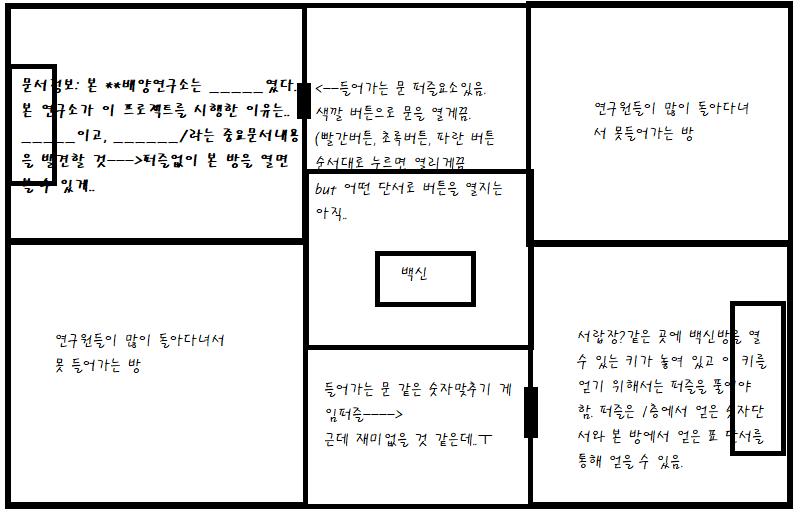 문서정보: 본 **배양연구소는 _____였다.
본 연구소가 이 프로젝트를 시행한 이유는..
_____이고, ______/라는 중요문서내용
을 발견할 것--->퍼즐없이 본 방을 열면
볼 수 있게..
<--들어가는 문 퍼즐요소있음.
색깔 버튼으로 문을 열게끔.
(빨간버튼, 초록버튼, 파란 버튼
순서대로 누르면 열리게끔
but 어떤 단서로 버튼을 열지는
아직..
연구원들이 많이 돌아다녀
서 못들어가는 방
백신
연구원들이 많이 돌아다녀서
못 들어가는 방
들어가는 문 같은 숫자맞추기 게
임퍼즐---->
근데 재미없을 것 같은데..ㅜ
서랍장?같은 곳에 백신방을 열
수 있는 키가 놓여 있고 이 키를
얻기 위해서는 퍼즐을 풀어야
함. 퍼즐은 1층에서 얻은 숫자단
서와 본 방에서 얻은 표 단서를
통해 얻을 수 있음.